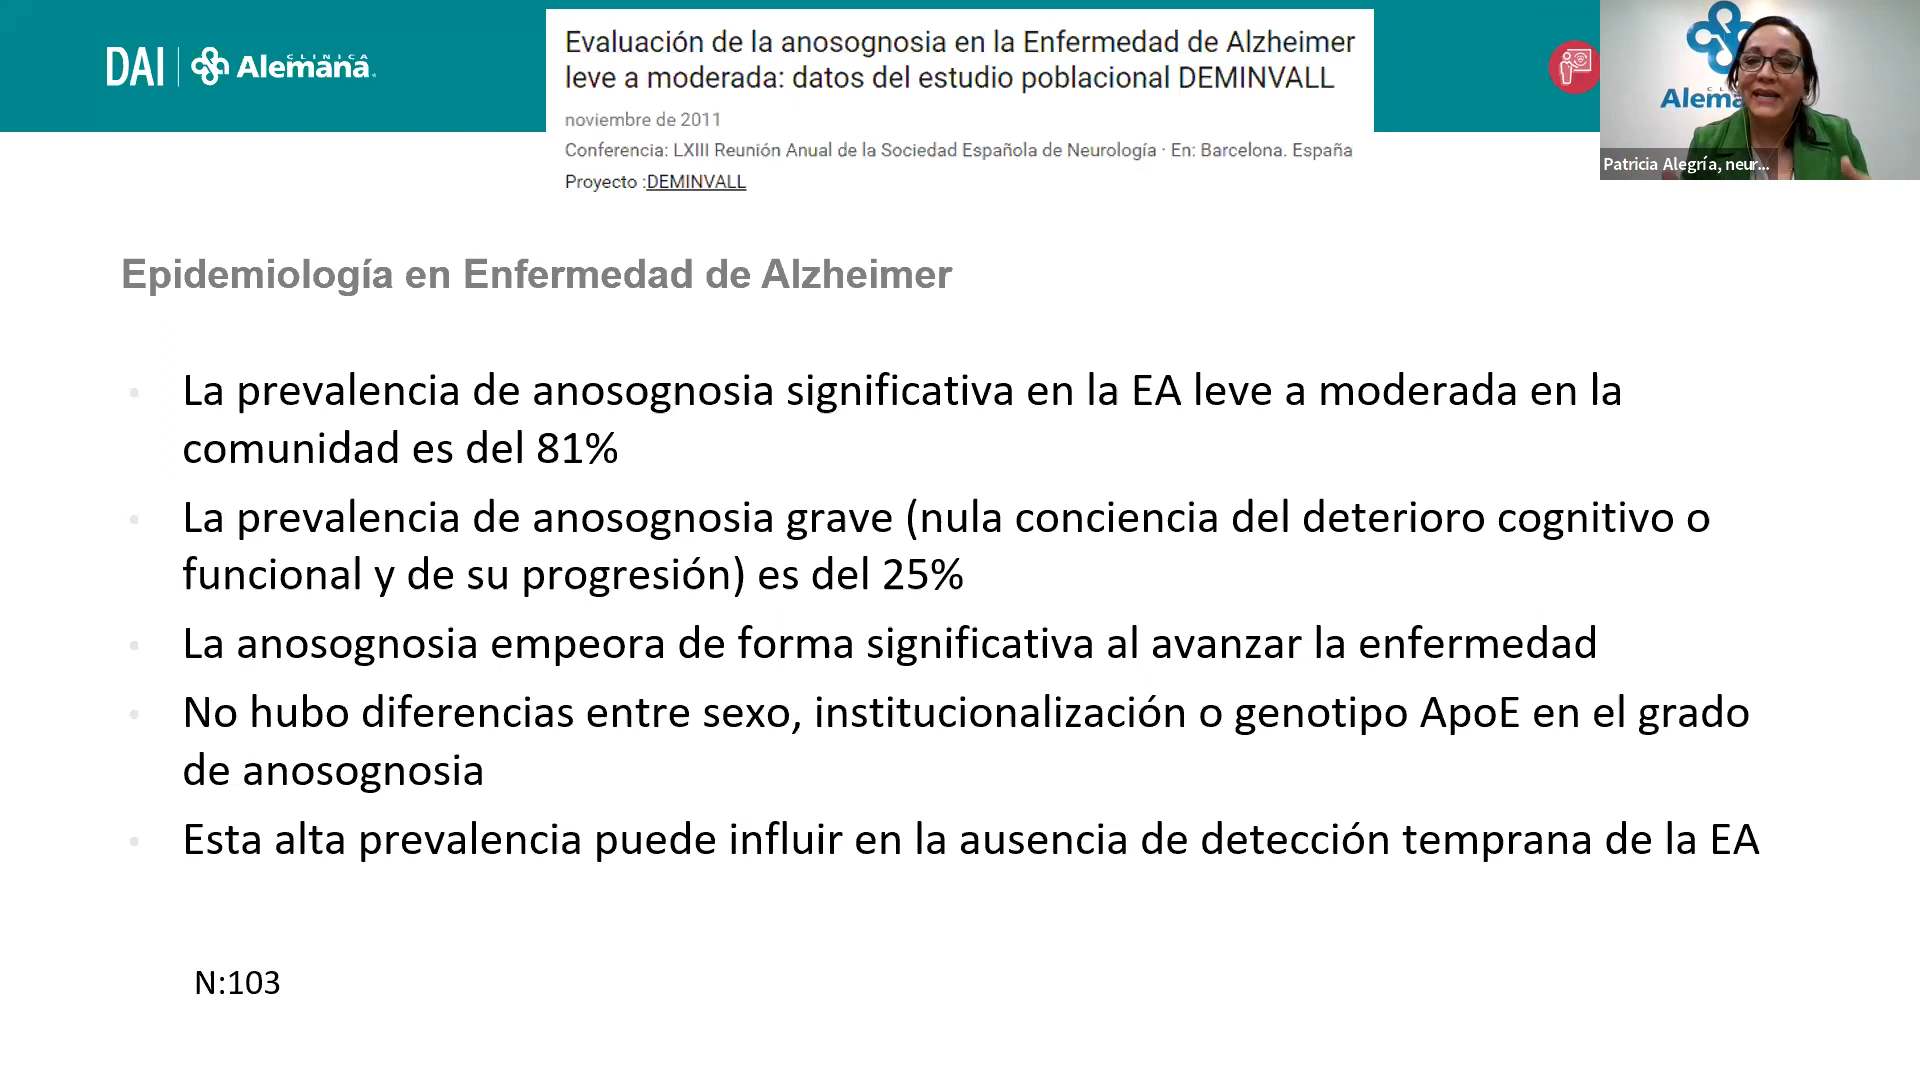 DAI
CLINICA
Alemana
Evaluación de la anosognosia en la Enfermedad de Alzheimer
leve a moderada: datos del estudio poblacional DEMINVALL
noviembre de 2011
Conferencia: LXIII Reunión Anual de la Sociedad Española de Neurología · En: Barcelona. España
Proyecto :DEMINVALL
Alema
Patricia Alegría, neur...
Epidemiología en Enfermedad de Alzheimer
La prevalencia de anosognosia significativa en la EA leve a moderada en la
comunidad es del 81%
La prevalencia de anosognosia grave (nula conciencia del deterioro cognitivo o
funcional y de su progresión) es del 25%
La anosognosia empeora de forma significativa al avanzar la enfermedad
No hubo diferencias entre sexo, institucionalización o genotipo ApoE en el grado
de anosognosia
Esta alta prevalencia puede influir en la ausencia de detección temprana de la EA
N:103